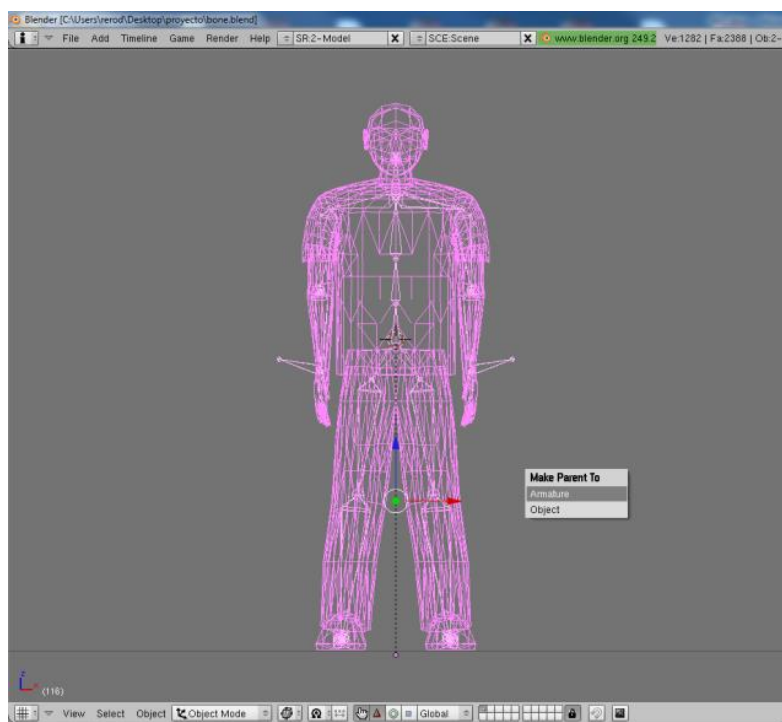 Blender [C:\Users\rerod\Desktop\proyecto\bone.blend]
File Add Timeline Game Render Help SR:2-Model X SCE:Scene X www.blender.org 249.2 Ve:1282 | Fa:2388 | Ob:2-
Make Parent To
Armature
Object
z
x
(116)
View Select Object Object Mode Global